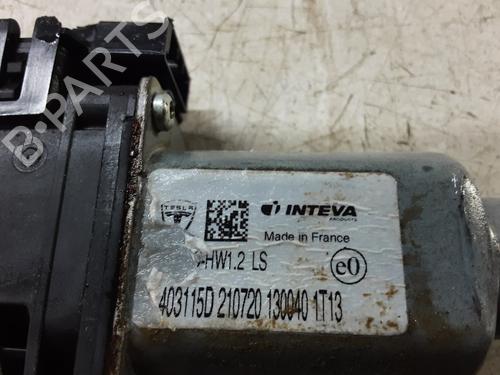 B-PARTS
TESLA
INTEVA
PRODUCTS
Made in France
HW1.2 LS
e0
403115D 210720 130040 1T13